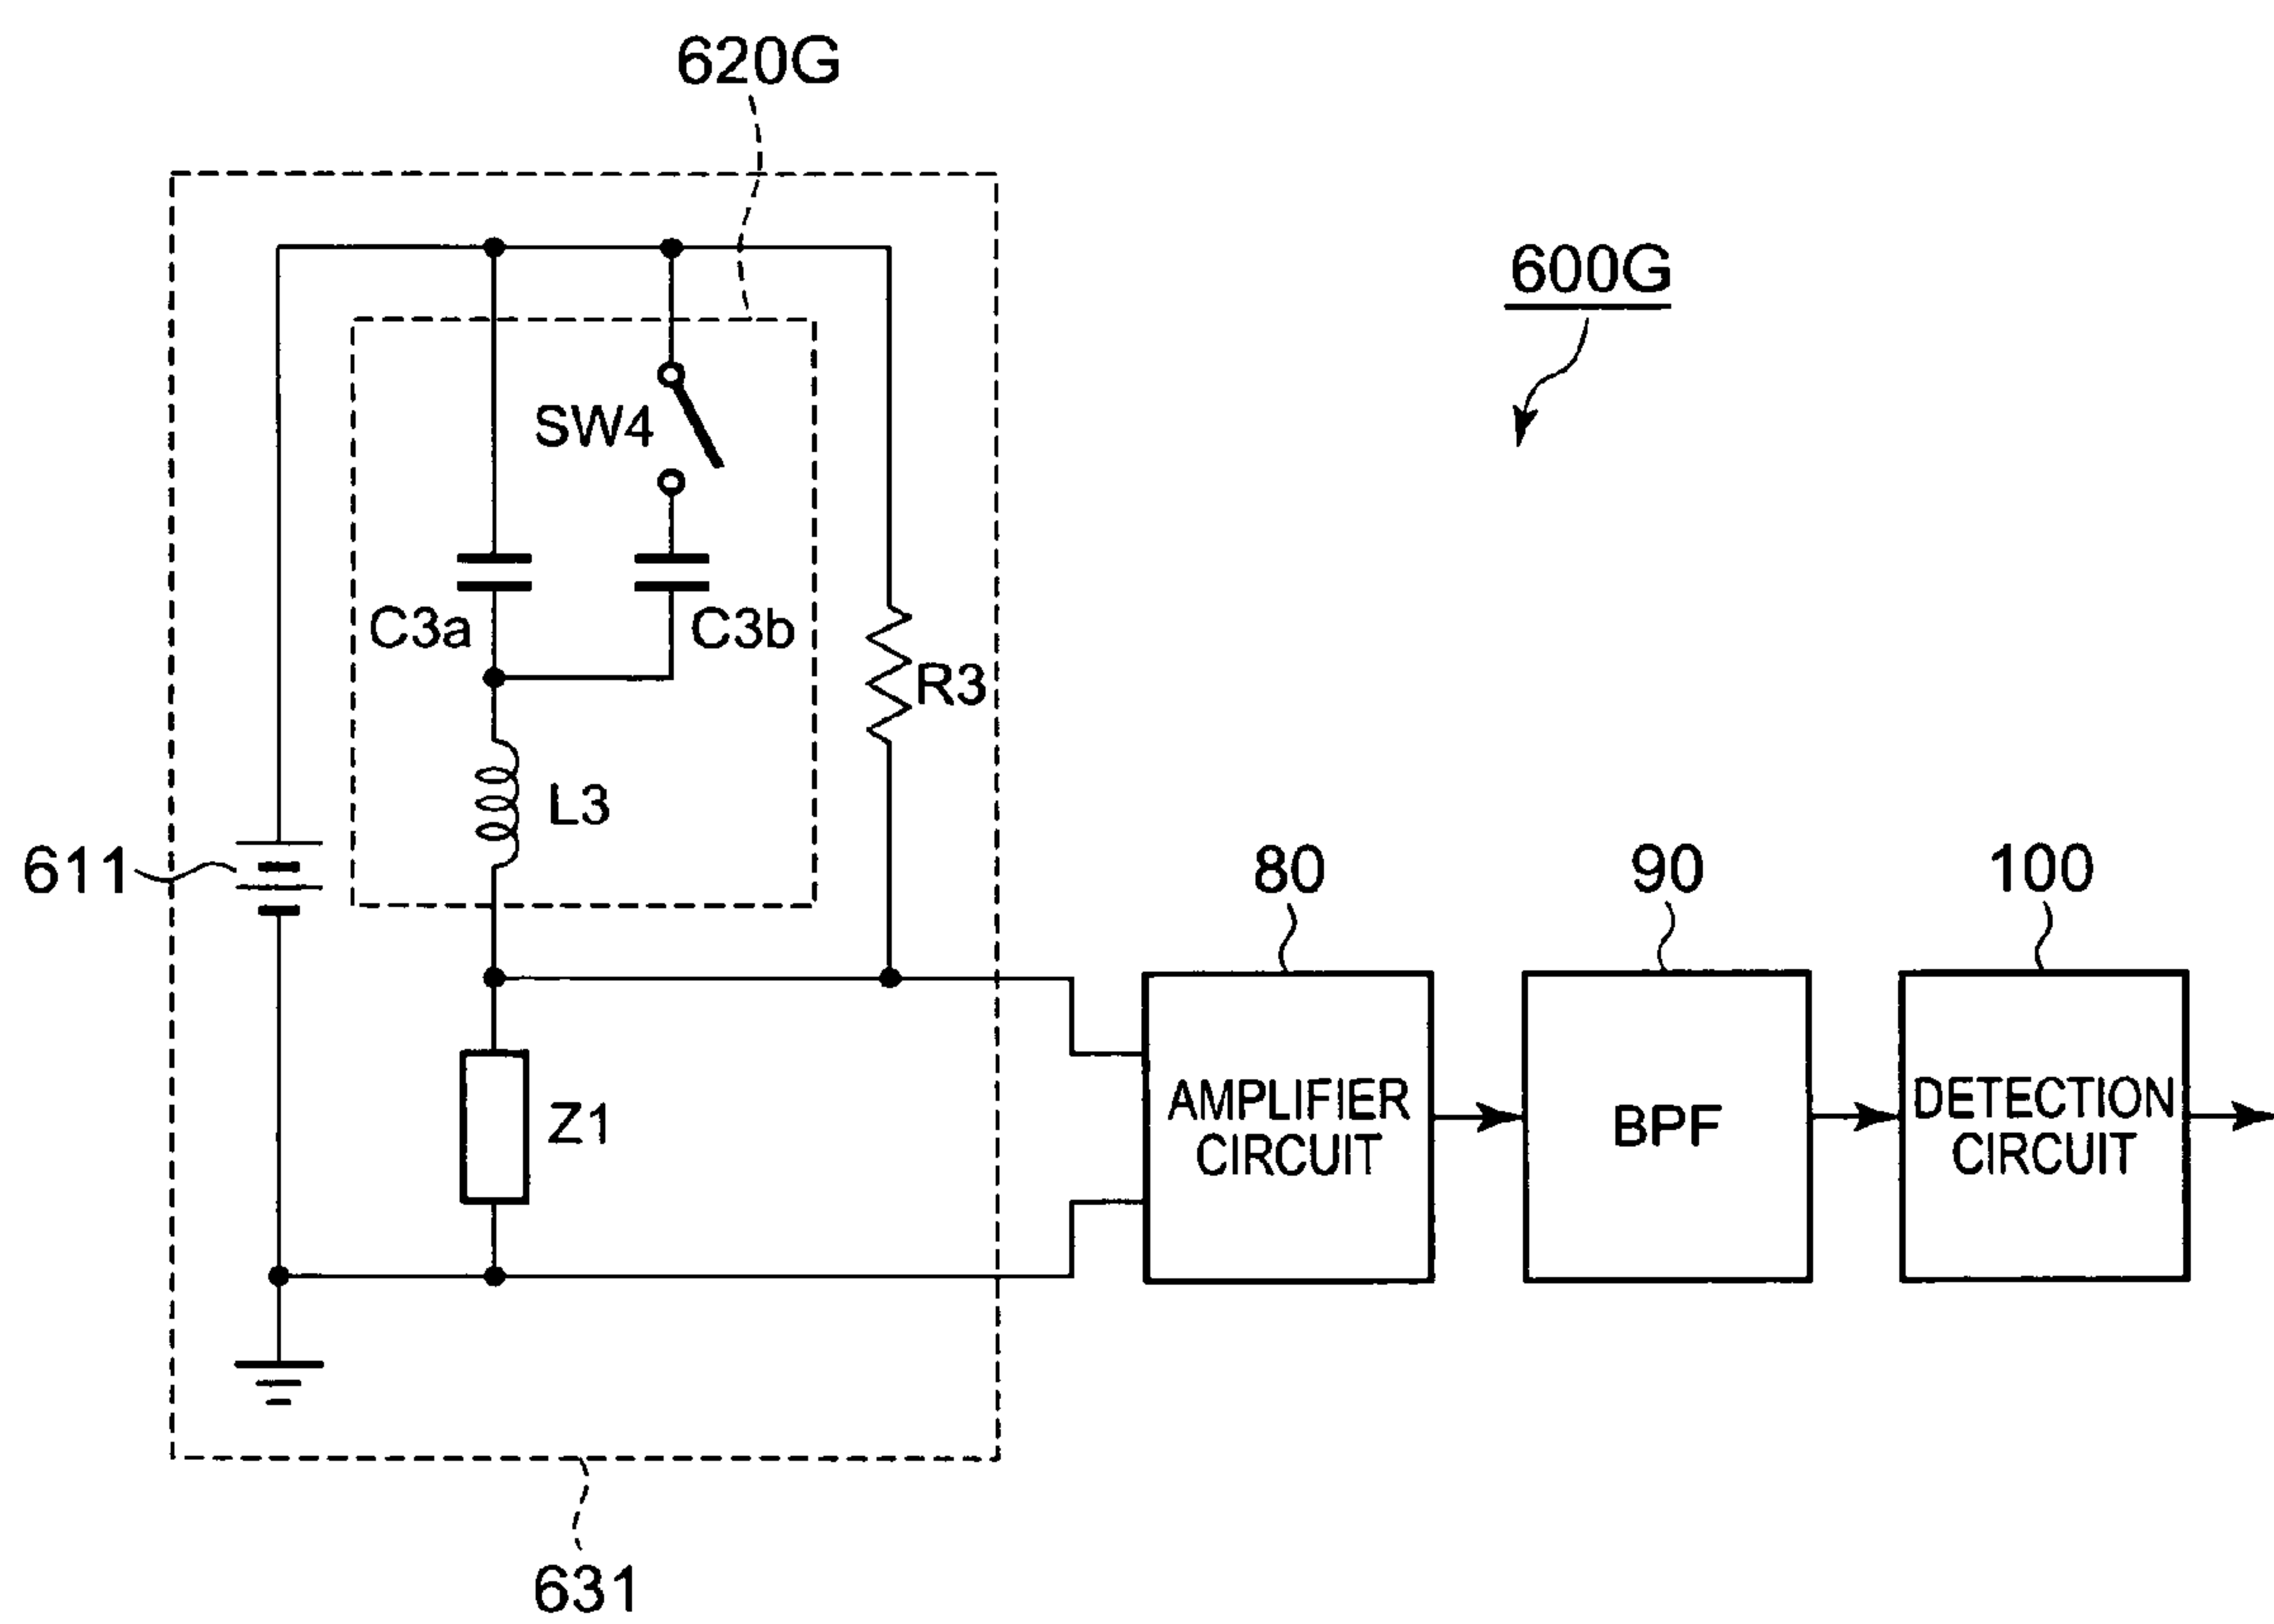 620G
600G
SW4
C3a
C3b
R3
L3
611
80
90
100
Z1
AMPLIFIER
CIRCUIT
BPF
DETECTION
CIRCUIT
631